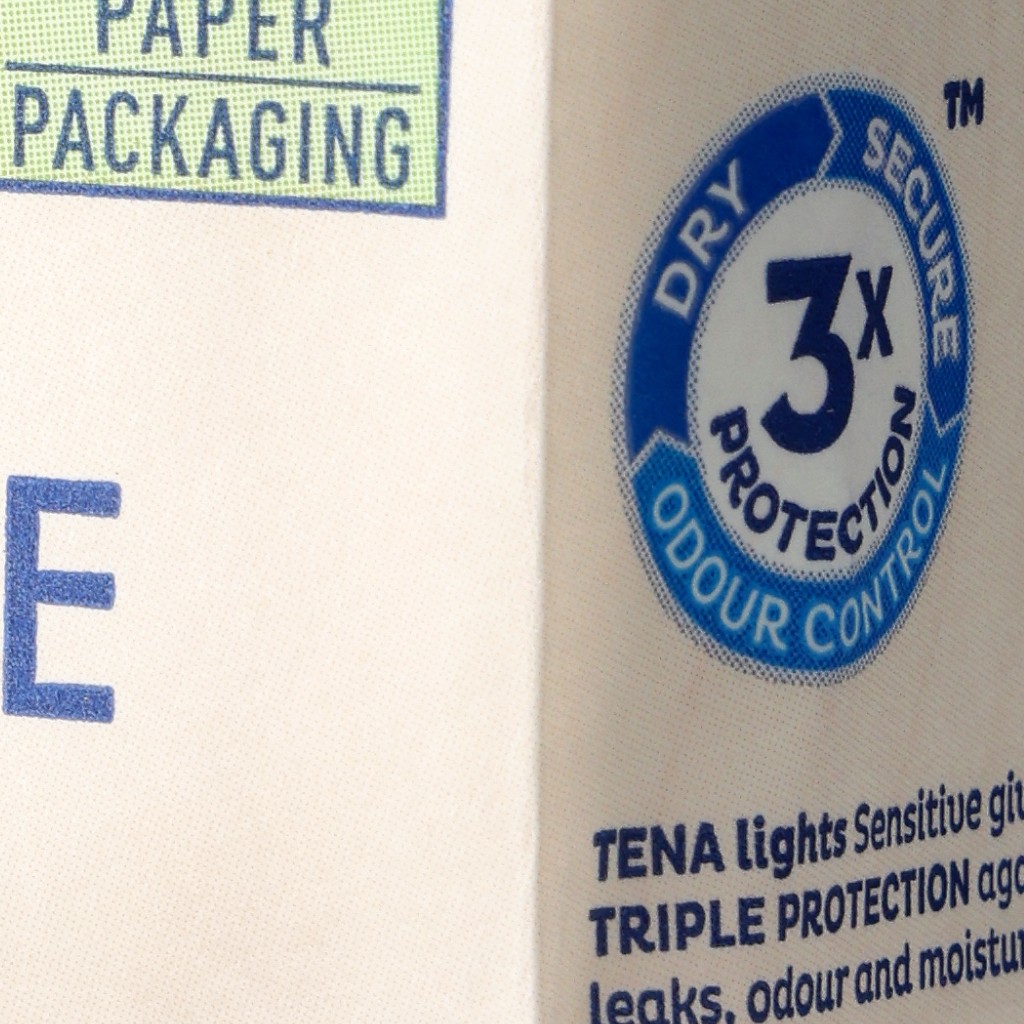 PAPER
PACKAGING
E
TM
DRY
SECURE
3X
PROTECTION
ODOUR CONTROL
TENA lights Sensitive
TRIPLE PROTECTION
leaks, odour and